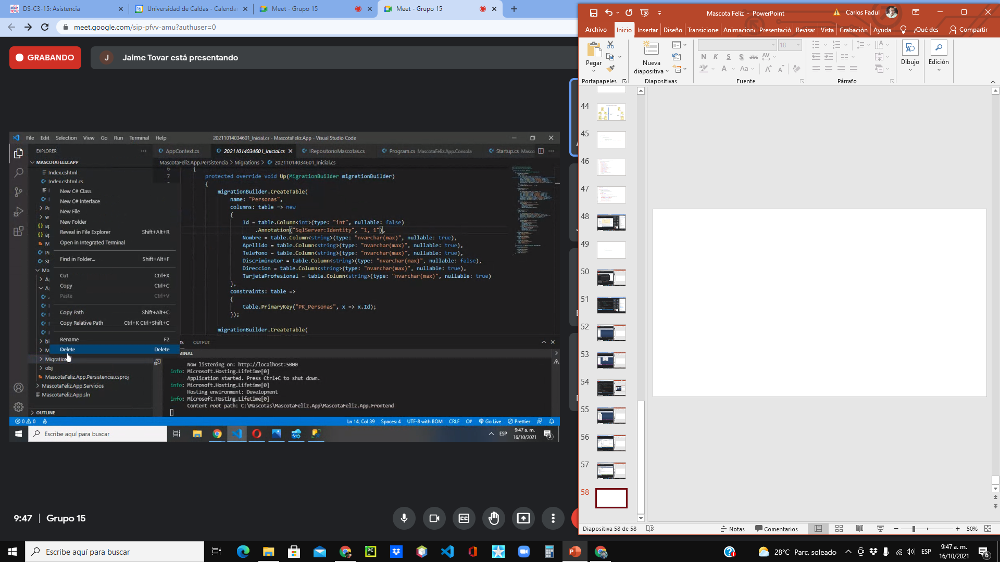 DS-C3-15: Asistencia
Universidad de Caldas - Calendar
Meet - Grupo 15
Meet - Grupo 15
meet.google.com/sip-pfvv-amu?authuser=0
GRABANDO
J
Jaime Tovar está presentando
File Edit Selection View Go Run Terminal Help
20211014034601_Inicial.cs - MascotaFeliz.App - Visual Studio Code
EXPLORER
AppContext.cs
20211014034601_Inicial.cs
IRepositorioMascotas.cs
Program.cs MascotaFeliz.App.Consola
Startup.cs Masco
MASCOTAFELIZ.APP
MascotaFeliz.App.Persistencia > Migrations > 20211014034601_Inicial.cs
Index.cshtml
Index.cshtml.cs
New C# Class
New C# Interface
New File
New Folder
Reveal in File Explorer Shift+Alt+R
Open in Integrated Terminal
Find in Folder... Shift+Alt+F
Cut Ctrl+X
Copy Ctrl+C
Paste Ctrl+V
Copy Path Shift+Alt+C
Copy Relative Path Ctrl+K Ctrl+Shift+C
Rename F2
Delete Delete
Migration
obj
MascotaFeliz.App.Persistencia.csproj
MascotaFeliz.App.Servicios
MascotaFeliz.App.sln
OUTLINE
6 {
7 protected override void Up(MigrationBuilder migrationBuilder)
{
migrationBuilder.CreateTable(
name: "Personas",
columns: table => new
{
Id = table.Column<int>(type: "int", nullable: false)
.Annotation("SqlServer:Identity", "1, 1"),
Nombre = table.Column<string>(type: "nvarchar(max)", nullable: true),
Apellido = table.Column<string>(type: "nvarchar(max)", nullable: true),
Telefono = table.Column<string>(type: "nvarchar(max)", nullable: true),
Discriminator = table.Column<string>(type: "nvarchar(max)", nullable: false),
Direccion = table.Column<string>(type: "nvarchar(max)", nullable: true),
TarjetaProfesional = table.Column<string>(type: "nvarchar(max)", nullable: true)
},
constraints: table =>
{
table.PrimaryKey("PK_Personas", x => x.Id);
});
migrationBuilder.CreateTable(
MS OUTPUT
MINAL
Now listening on: http://localhost:5000
info: Microsoft.Hosting.Lifetime[0]
Application started. Press Ctrl+C to shut down.
info: Microsoft.Hosting.Lifetime[0]
Hosting environment: Development
info: Microsoft.Hosting.Lifetime[0]
Content root path: C:\Mascotas\MascotaFeliz.App\MascotaFeliz.App.Frontend
0 0 Ln 14, Col 39 Spaces: 4 UTF-8 with BOM CRLF C# Go Live Prettier
Escribe aquí para buscar
ESP
9:47 a. m.
16/10/2021
2
9:47 | Grupo 15
Mascota Feliz - PowerPoint
Carlos Fadul
Archivo Inicio Insertar Diseño Transicione Animacione Presentació Revisar Vista Grabación Ayuda ¿Qué des Compartir
Pegar
Nueva
diapositiva
18
N K S S abc AV
A Aa A A
Dibujo
Edición
Portapapeles Diapositivas Fuente Párrafo
44
45
46
47
48
49
50
51
52
53
54
55
56
57
58
Diapositiva 58 de 58
Notas
Comentarios
50%
Escribe aquí para buscar
28°C Parc. soleado
ESP
9:47 a. m.
16/10/2021
6